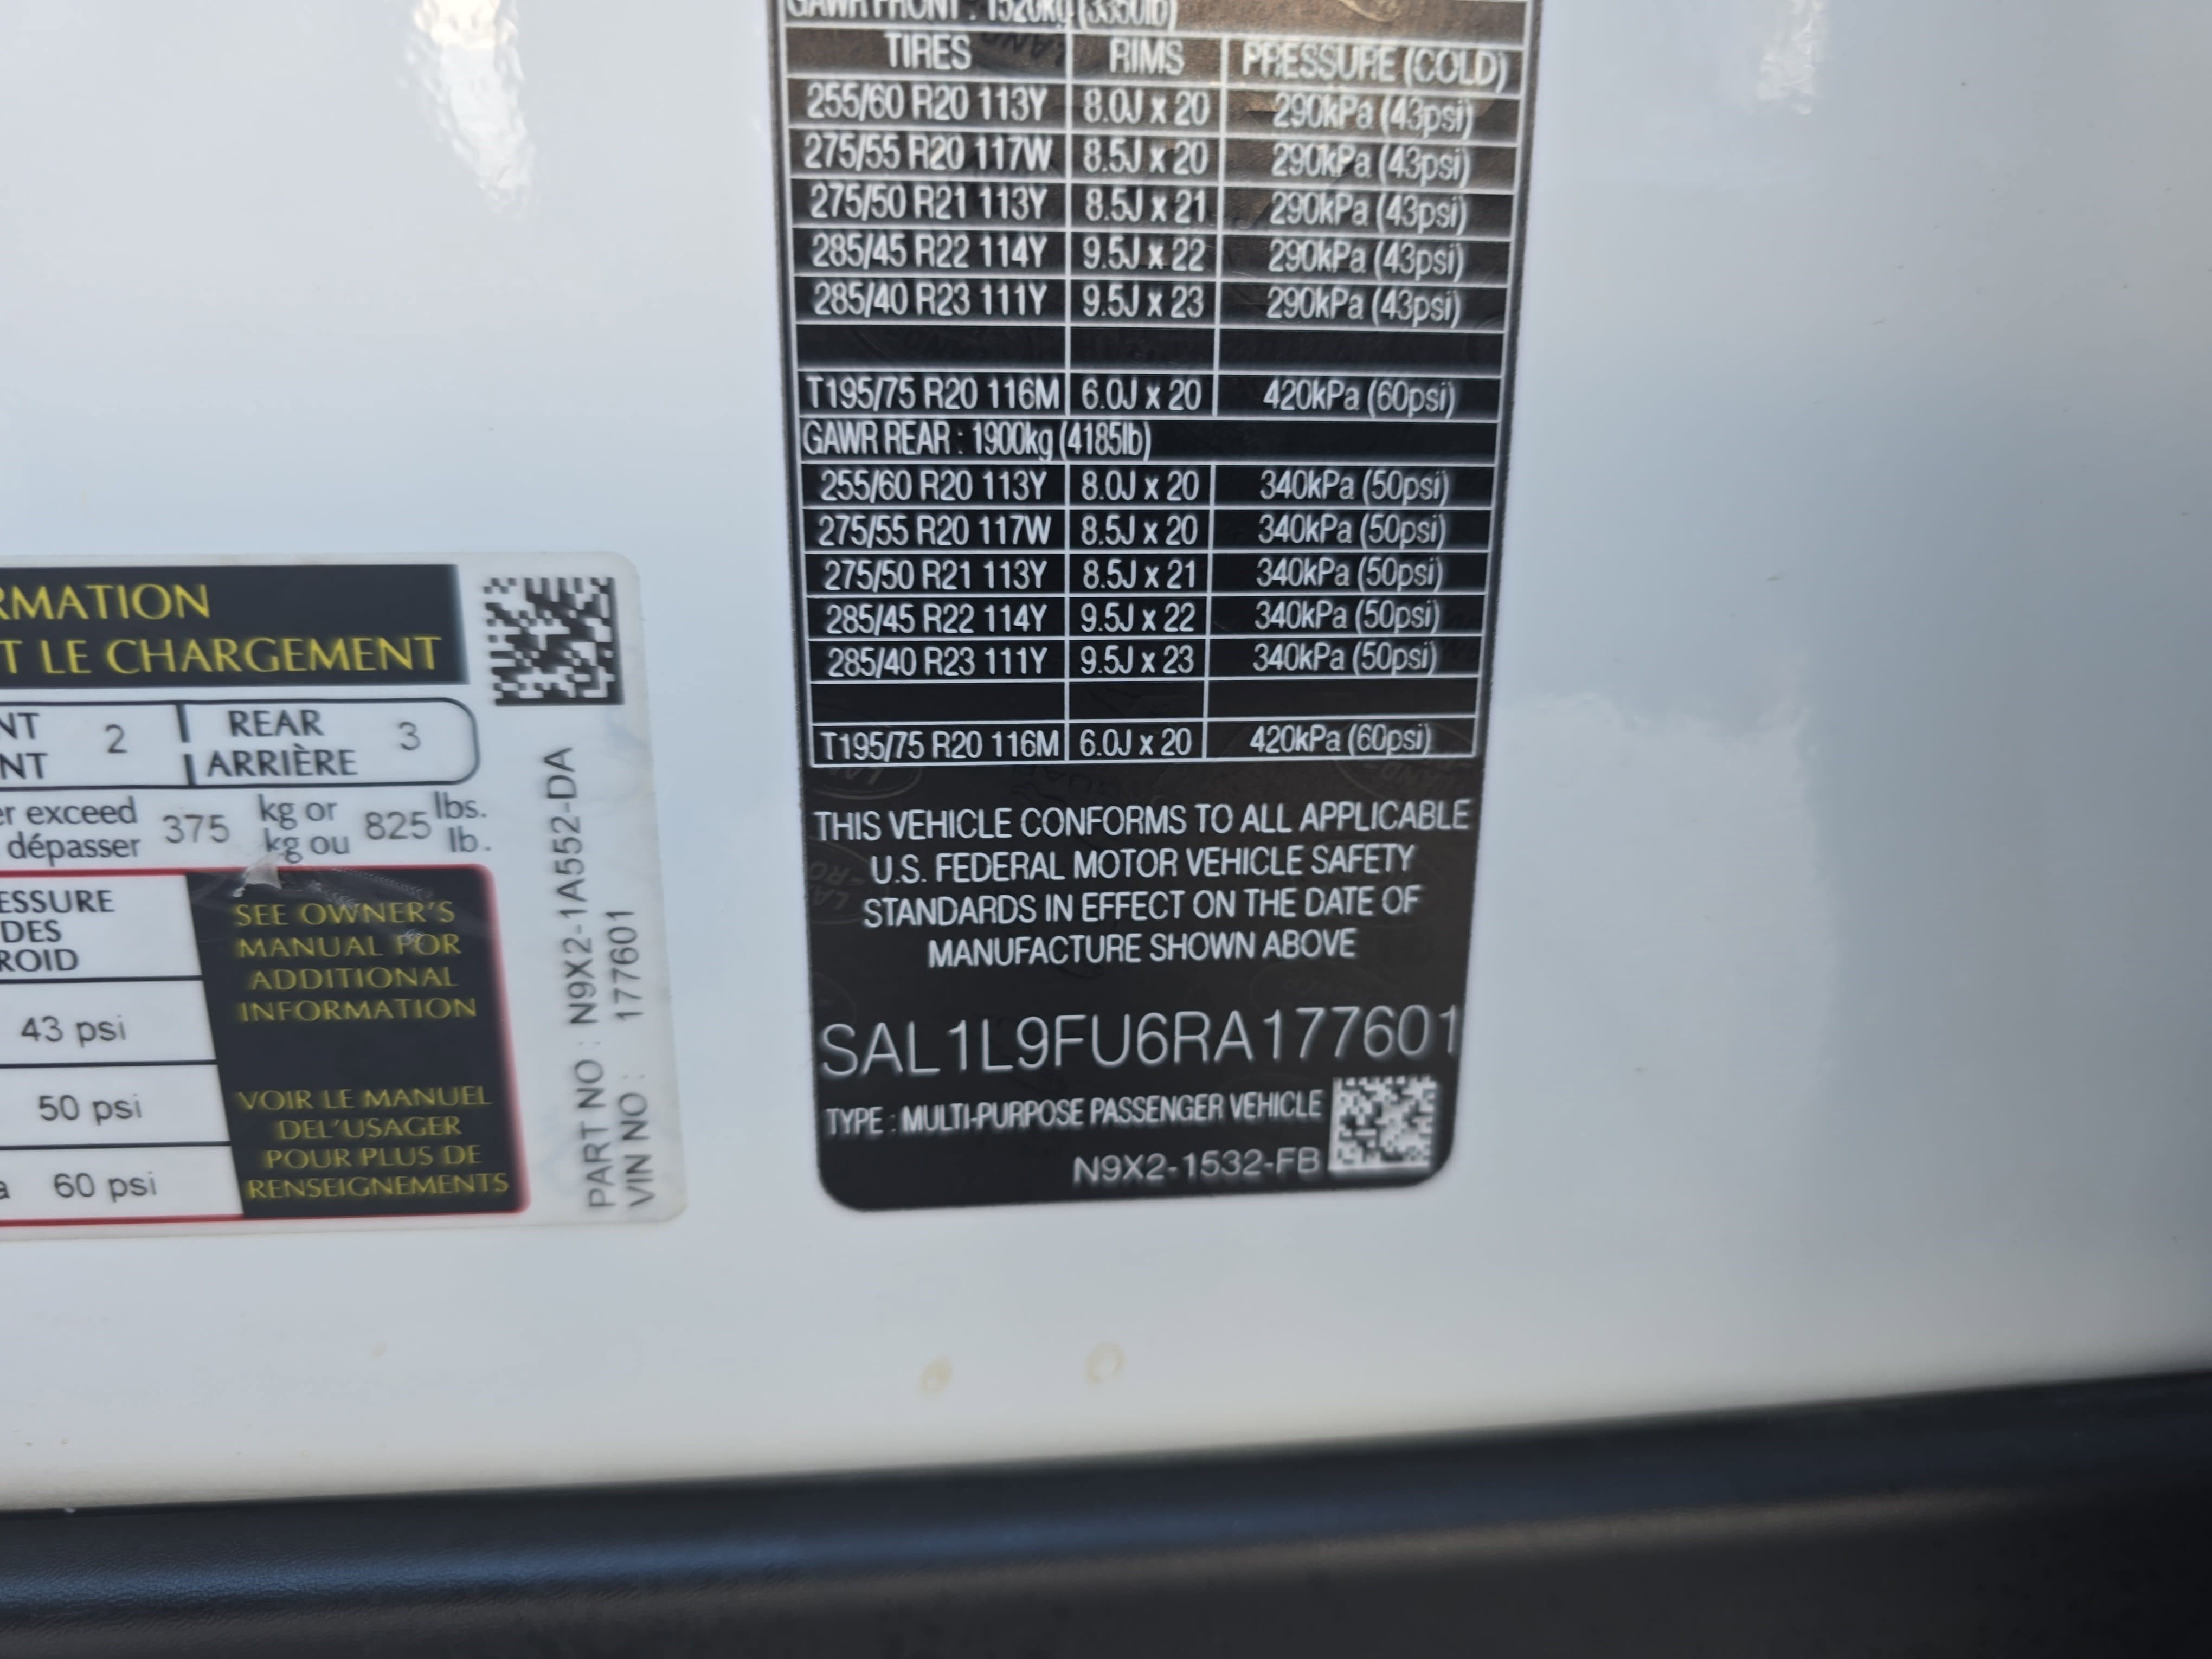 RMATION
T LE CHARGEMENT
NT 2 REAR 3
NT ARRIÈRE
er exceed 375 kg or 825 lbs.
dépasser kg ou lb.
ESSURE
DES
ROID
43 psi
50 psi
a 60 psi
SEE OWNER'S
MANUAL FOR
ADDITIONAL
INFORMATION
VOIR LE MANUEL
DEL'USAGER
POUR PLUS DE
RENSEIGNEMENTS
PART NO : N9X2-1A552-DA
VIN NO : 177601
GAWR FRONT : 1520kg (3350lb)
TIRES RIMS PRESSURE (COLD)
255/60 R20 113Y 8.0J x 20 290kPa (43psi)
275/55 R20 117W 8.5J x 20 290kPa (43psi)
275/50 R21 113Y 8.5J x 21 290kPa (43psi)
285/45 R22 114Y 9.5J x 22 290kPa (43psi)
285/40 R23 111Y 9.5J x 23 290kPa (43psi)
T195/75 R20 116M 6.0J x 20 420kPa (60psi)
GAWR REAR : 1900kg (4185lb)
255/60 R20 113Y 8.0J x 20 340kPa (50psi)
275/55 R20 117W 8.5J x 20 340kPa (50psi)
275/50 R21 113Y 8.5J x 21 340kPa (50psi)
285/45 R22 114Y 9.5J x 22 340kPa (50psi)
285/40 R23 111Y 9.5J x 23 340kPa (50psi)
T195/75 R20 116M 6.0J x 20 420kPa (60psi)
THIS VEHICLE CONFORMS TO ALL APPLICABLE
U.S. FEDERAL MOTOR VEHICLE SAFETY
STANDARDS IN EFFECT ON THE DATE OF
MANUFACTURE SHOWN ABOVE
SAL1L9FU6RA177601
TYPE : MULTI-PURPOSE PASSENGER VEHICLE
N9X2-1532-FB